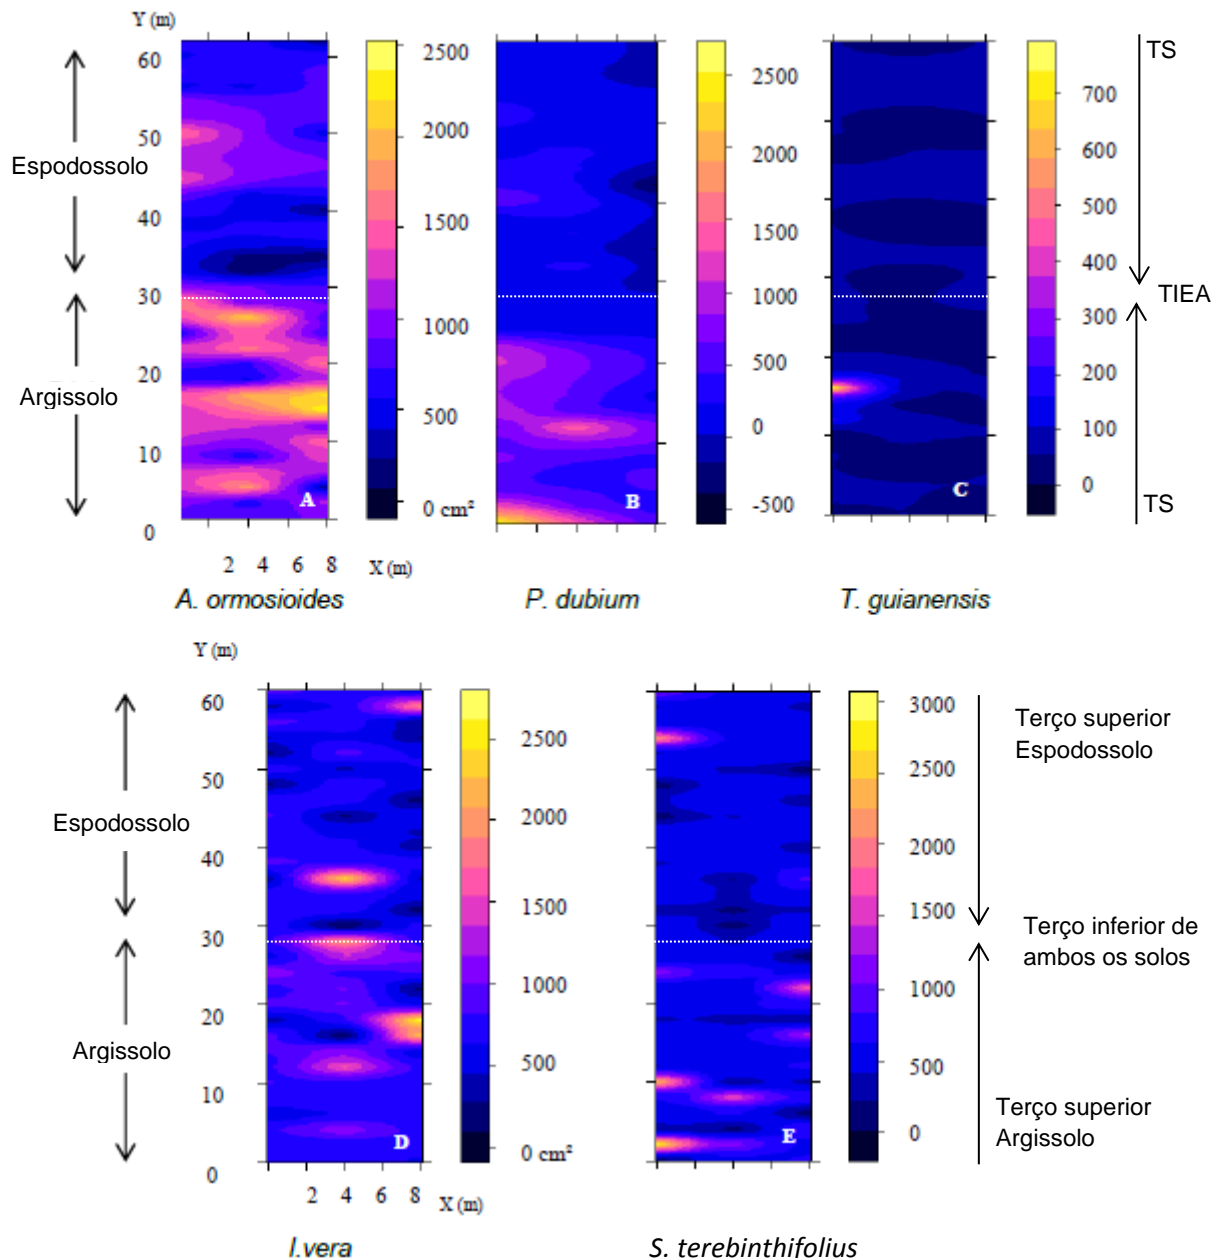 Y (m)
60
50
40
30
20
10
0
Espodossolo
Argissolo
A
2 4 6 8 X (m)
2500
2000
1500
1000
500
0 cm²
A. ormosioides
B
2500
2000
1500
1000
500
0
-500
P. dubium
C
700
600
500
400
300
200
100
0
T. guianensis
TS
TIEA
TS
Y (m)
60
50
40
30
20
10
0
Espodossolo
Argissolo
D
2 4 6 8 X (m)
2500
2000
1500
1000
500
0 cm²
I.vera
E
3000
2500
2000
1500
1000
500
0
S. terebinthifolius
Terço superior
Espodossolo
Terço inferior de
ambos os solos
Terço superior
Argissolo